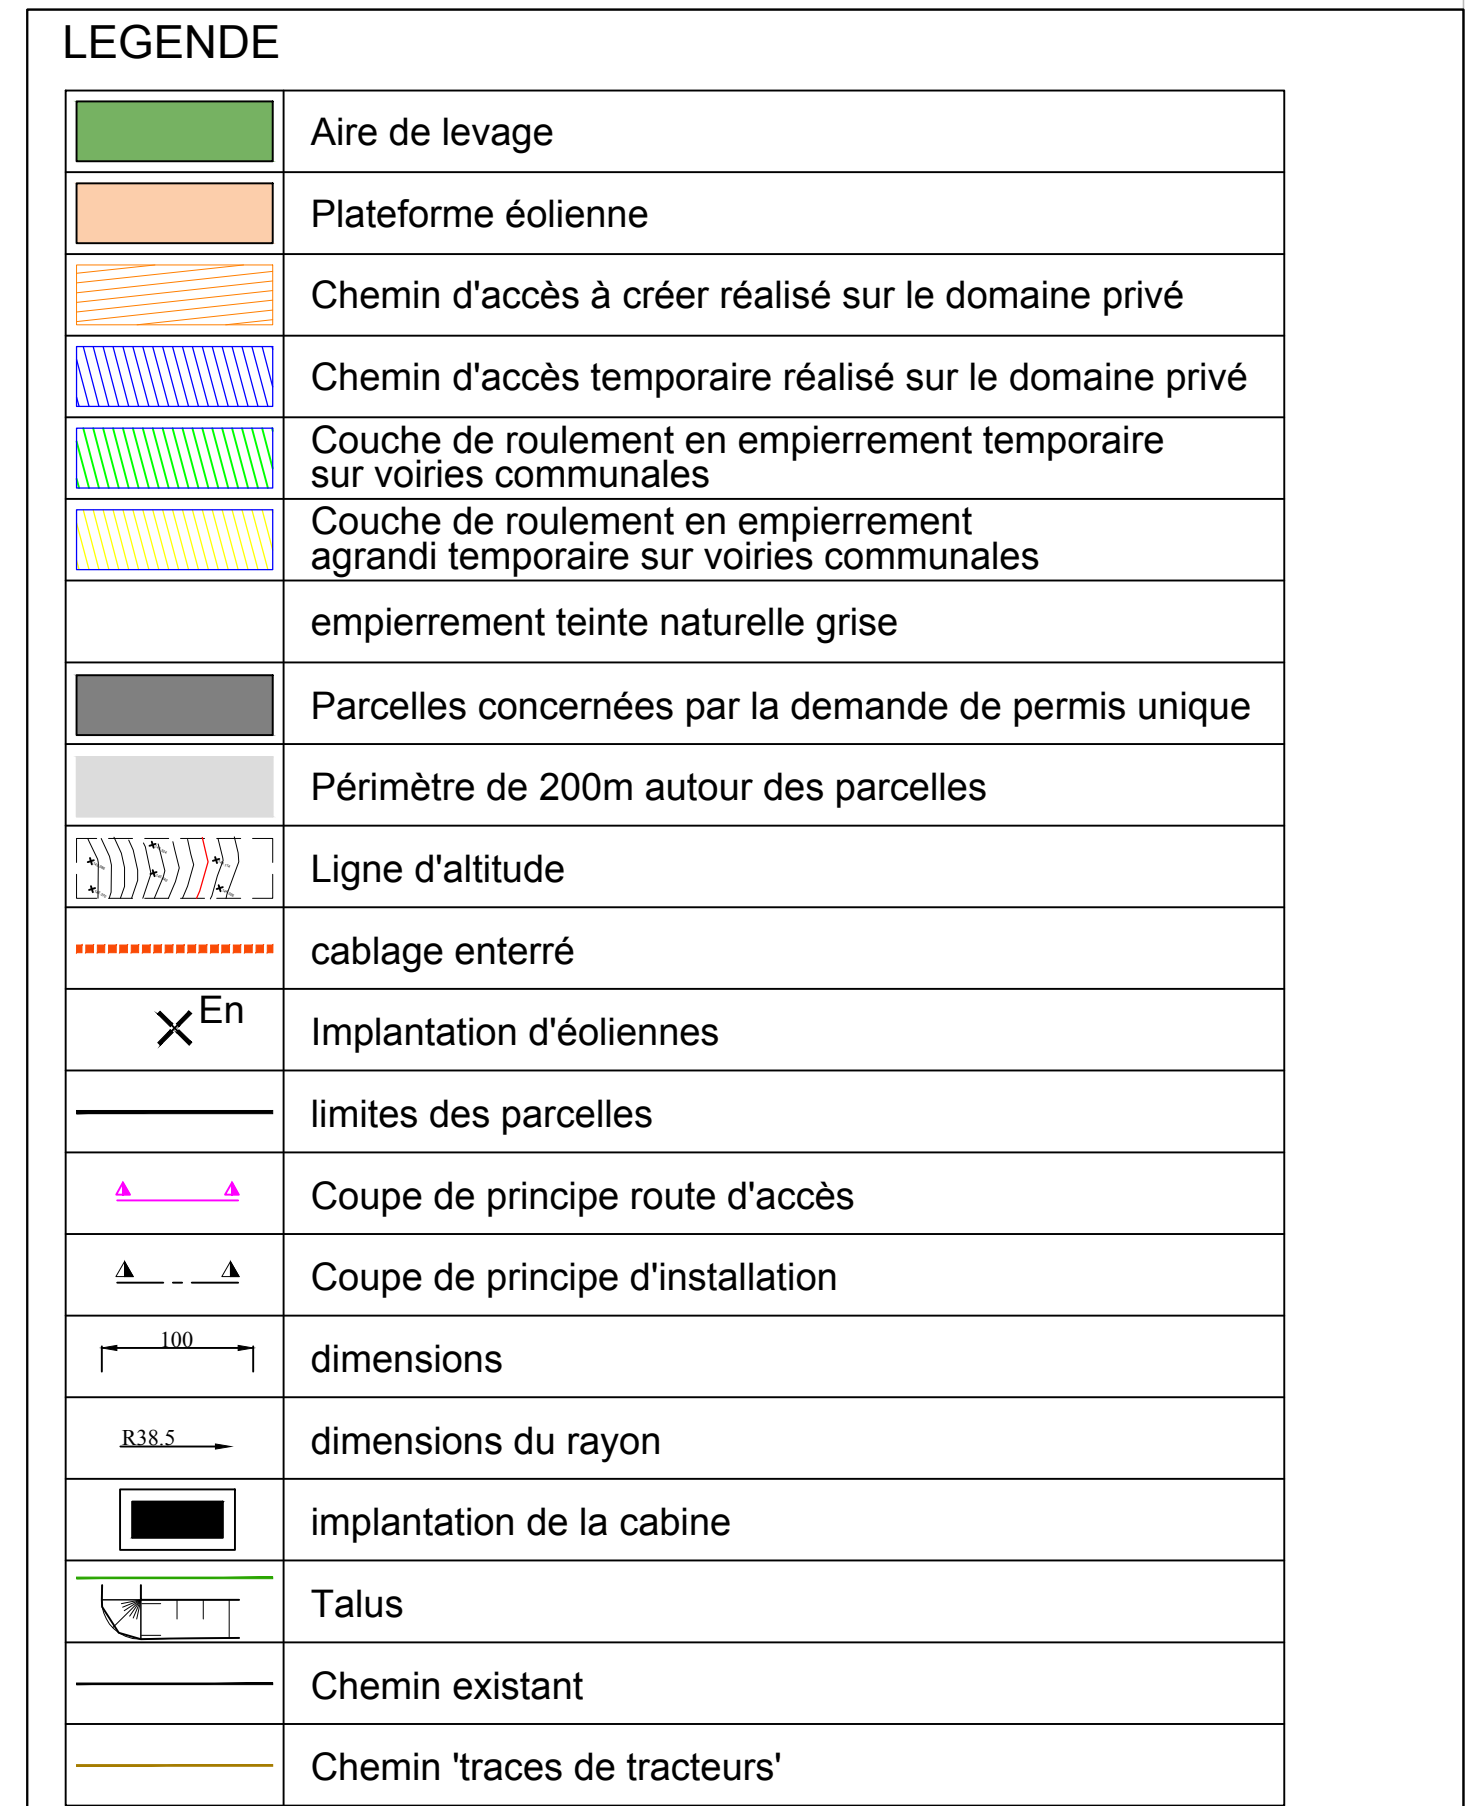 LEGENDE
Aire de levage
Plateforme éolienne
Chemin d'accès à créer réalisé sur le domaine privé
Chemin d'accès temporaire réalisé sur le domaine privé
Couche de roulement en empierrement temporaire
sur voiries communales
Couche de roulement en empierrement
agrandi temporaire sur voiries communales
empierrement teinte naturelle grise
Parcelles concernées par la demande de permis unique
Périmètre de 200m autour des parcelles
Ligne d'altitude
cablage enterré
En
Implantation d'éoliennes
limites des parcelles
Coupe de principe route d'accès
Coupe de principe d'installation
100
dimensions
R38.5
dimensions du rayon
implantation de la cabine
Talus
Chemin existant
Chemin 'traces de tracteurs'